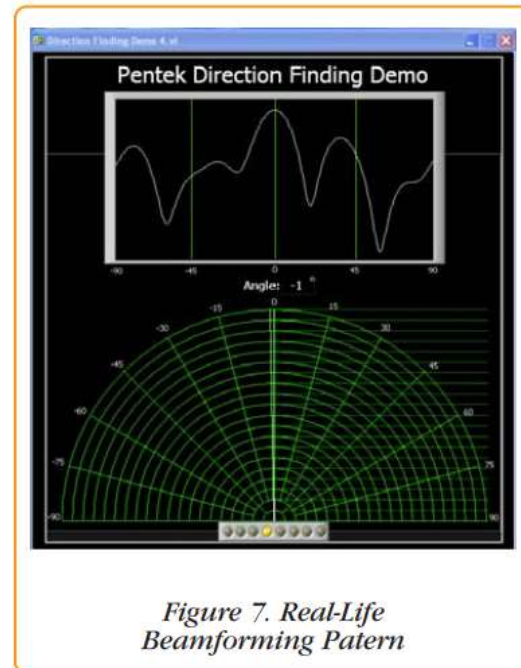 Direction Finding Demo 4.vi
Pentek Direction Finding Demo
-90 -45 0 45 90
Angle: -1 °
0
-15 15
-30 30
-45 45
-60 60
-75 75
-90 90
Figure 7. Real-Life
Beamforming Patern